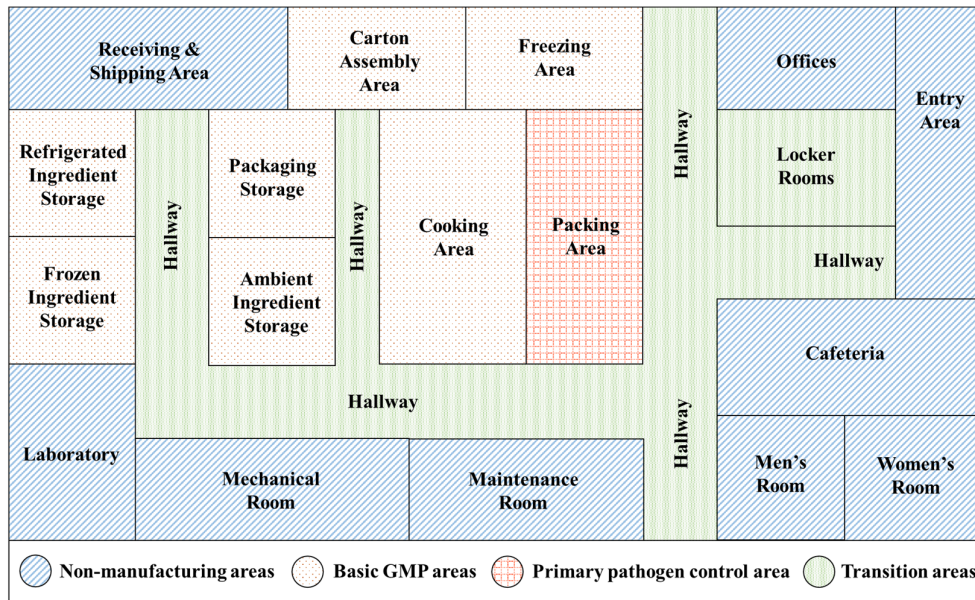 Receiving &
Shipping Area
Carton
Assembly
Area
Freezing
Area
Hallway
Offices
Entry
Area
Refrigerated
Ingredient
Storage
Hallway
Packaging
Storage
Hallway
Cooking
Area
Packing
Area
Locker
Rooms
Hallway
Frozen
Ingredient
Storage
Ambient
Ingredient
Storage
Cafeteria
Hallway
Hallway
Laboratory
Mechanical
Room
Maintenance
Room
Men’s
Room
Women’s
Room
Non-manufacturing areas
Basic GMP areas
Primary pathogen control area
Transition areas